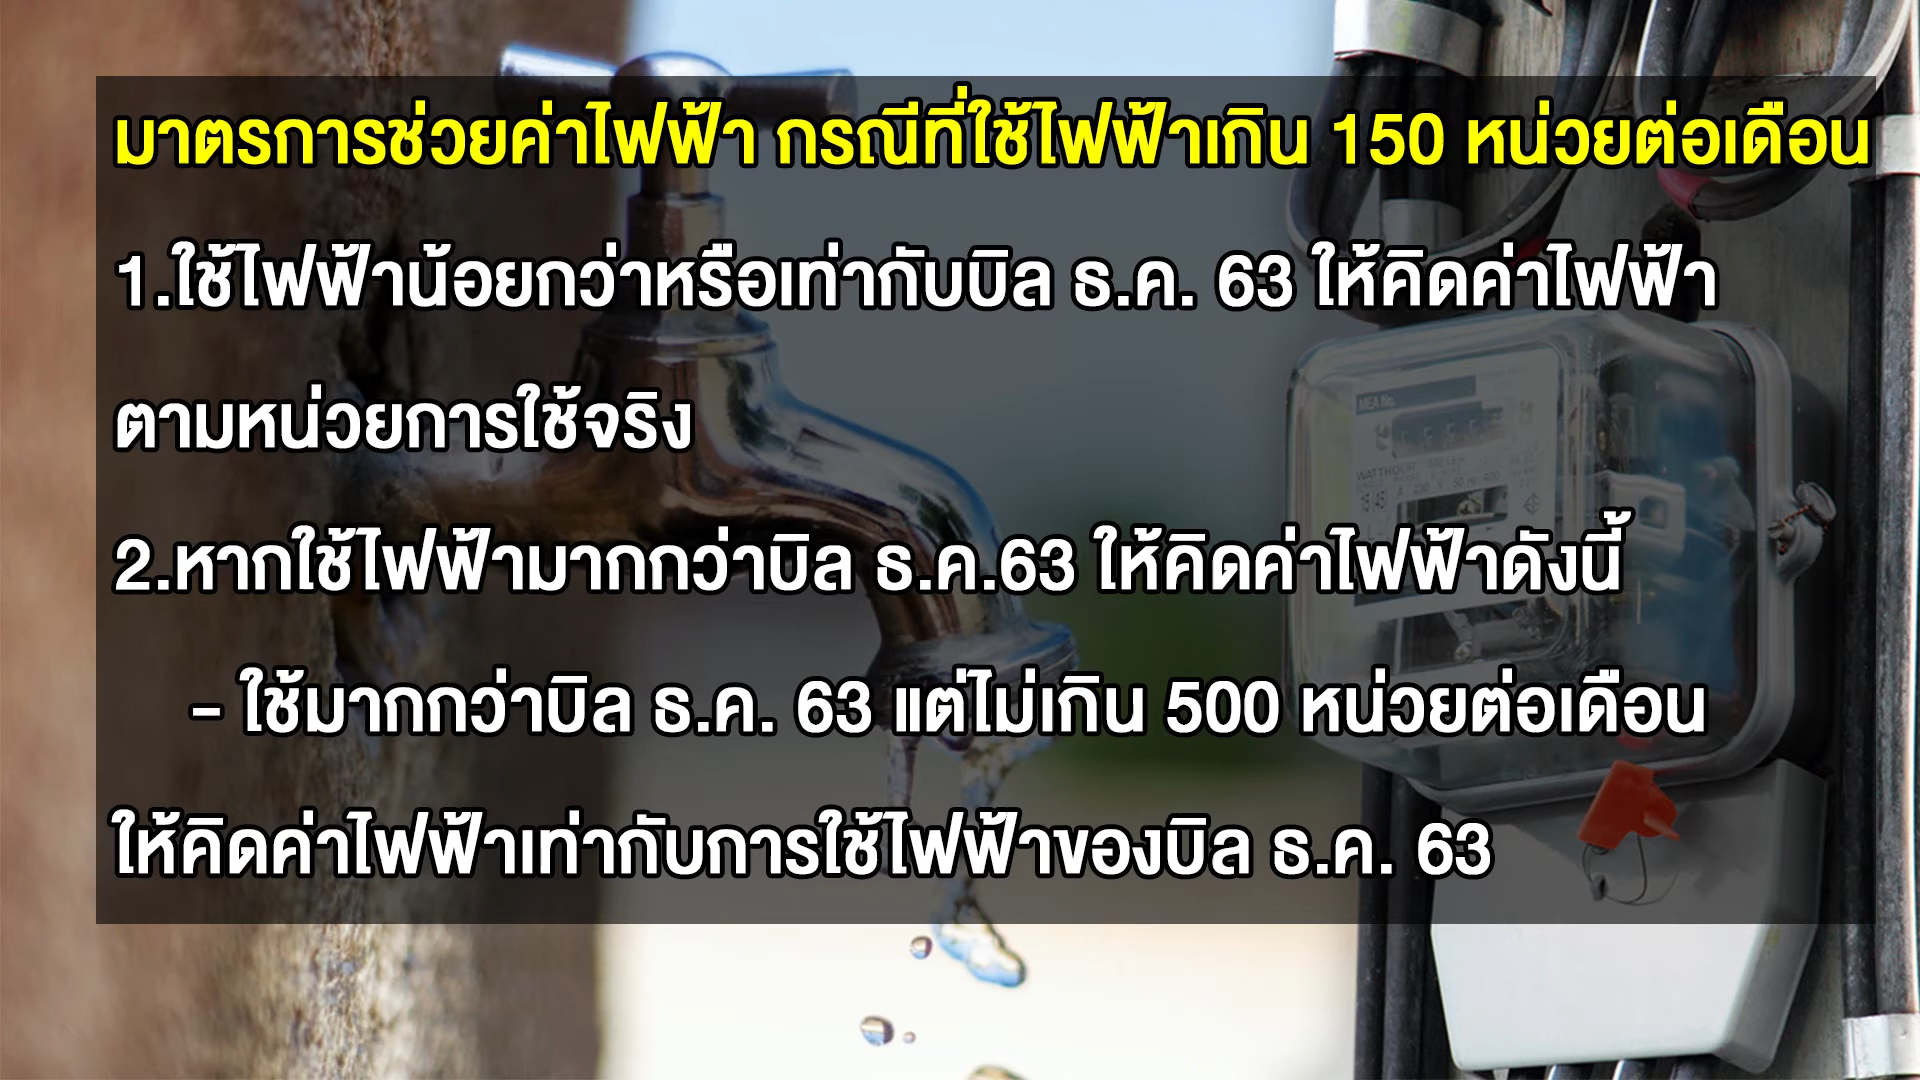 มาตรการช่วยค่าไฟฟ้า กรณีที่ใช้ไฟฟ้าเกิน 150 หน่วยต่อเดือน
1.ใช้ไฟฟ้าน้อยกว่าหรือเท่ากับบิล ธ.ค. 63 ให้คิดค่าไฟฟ้า
ตามหน่วยการใช้จริง
2.หากใช้ไฟฟ้ามากกว่าบิล ธ.ค.63 ให้คิดค่าไฟฟ้าดังนี้
- ใช้มากกว่าบิล ธ.ค. 63 แต่ไม่เกิน 500 หน่วยต่อเดือน
ให้คิดค่าไฟฟ้าเท่ากับการใช้ไฟฟ้าของบิล ธ.ค. 63
MEA No.
WATTHOUR METER